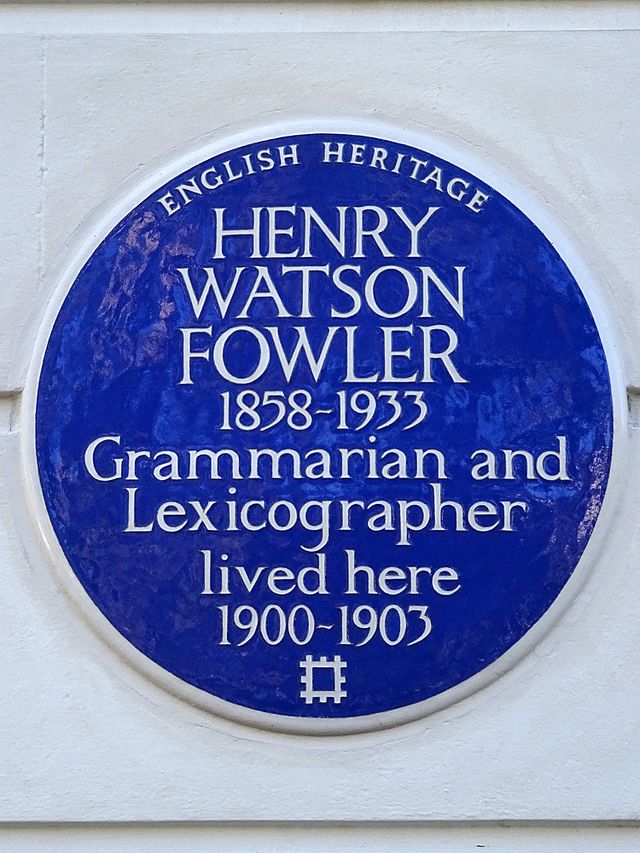 ENGLISH HERITAGE
HENRY
WATSON
FOWLER
1858-1933
Grammarian and
Lexicographer
lived here
1900-1903